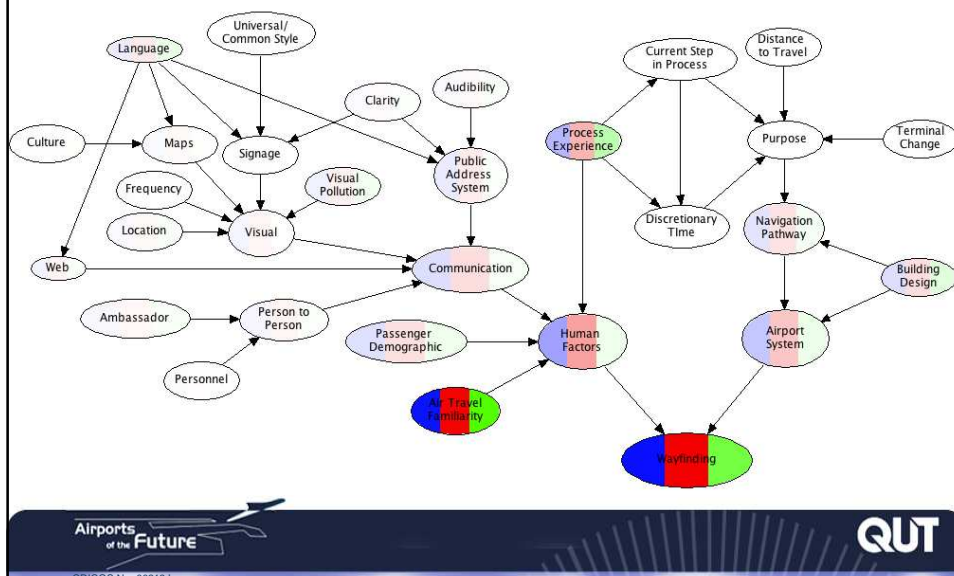 Universal/
Common Style
Language
Current Step
in Process
Distance
to Travel
Audibility
Clarity
Culture
Maps
Signage
Process
Experience
Purpose
Terminal
Change
Public
Address
System
Frequency
Visual
Pollution
Location
Visual
Discretionary
TIme
Navigation
Pathway
Web
Communication
Building
Design
Ambassador
Person to
Person
Passenger
Demographic
Human
Factors
Airport
System
Personnel
Air Travel
Familiarity
Wayfinding
Airports
of the Future
QUT